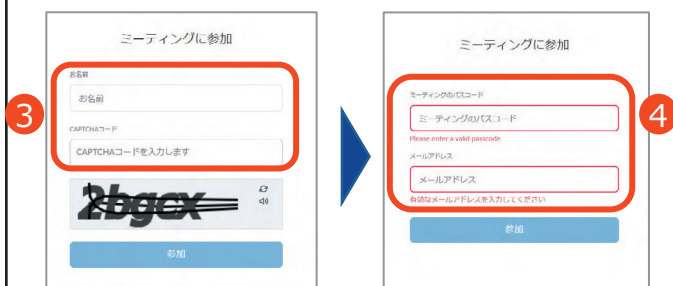 ミーティングに参加
お名前
お名前
CAPTCHAコード
CAPTCHAコードを入力します
2bgcx
参加
3
ミーティングに参加
ミーティングのパスコード
ミーティングのパスコード
Please enter a valid passcode
メールアドレス
メールアドレス
有効なメールアドレスを入力してください
参加
4